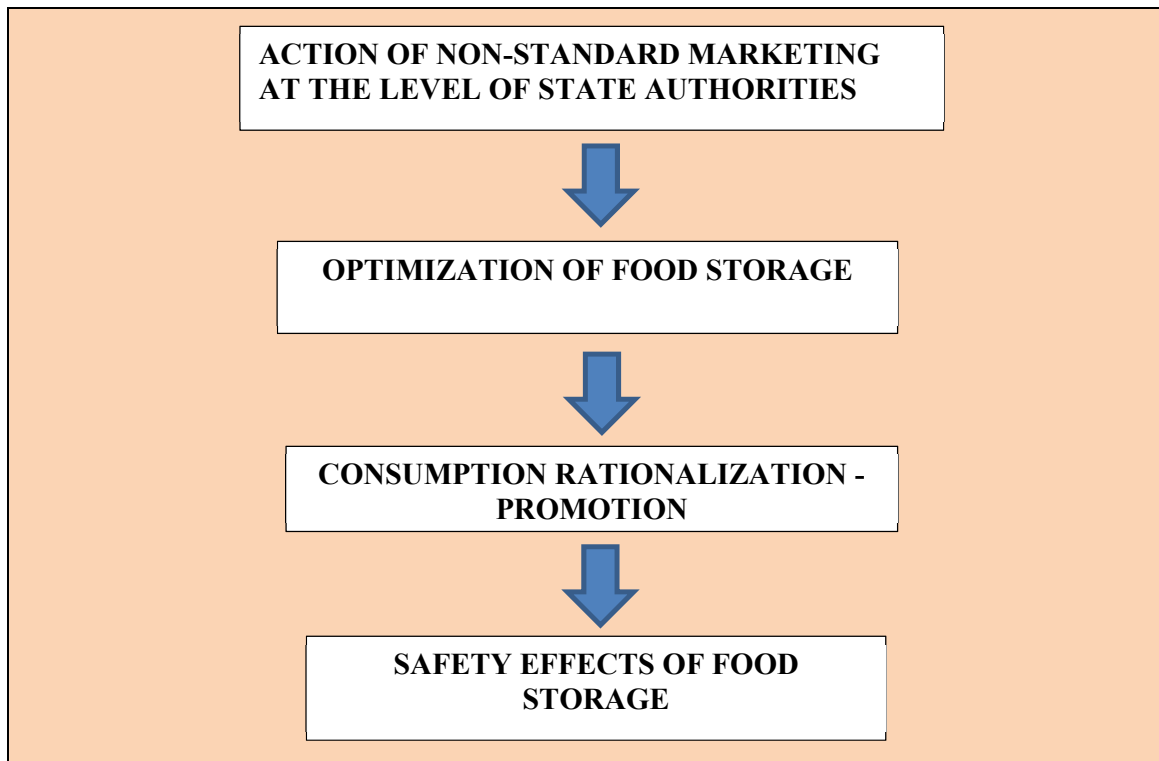 ACTION OF NON-STANDARD MARKETING
AT THE LEVEL OF STATE AUTHORITIES
OPTIMIZATION OF FOOD STORAGE
CONSUMPTION RATIONALIZATION -
PROMOTION
SAFETY EFFECTS OF FOOD
STORAGE